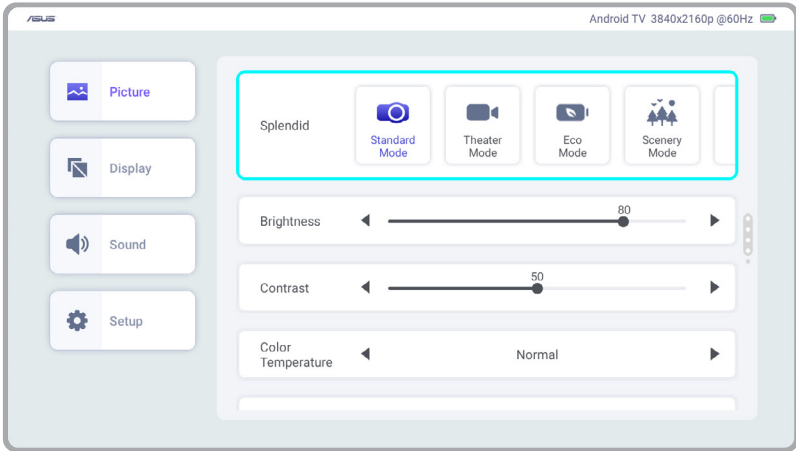 ASUS
Android TV 3840x2160p @60Hz
Picture
Display
Sound
Setup
Splendid
Standard
Mode
Theater
Mode
Eco
Mode
Scenery
Mode
Brightness
80
Contrast
50
Color
Temperature
Normal